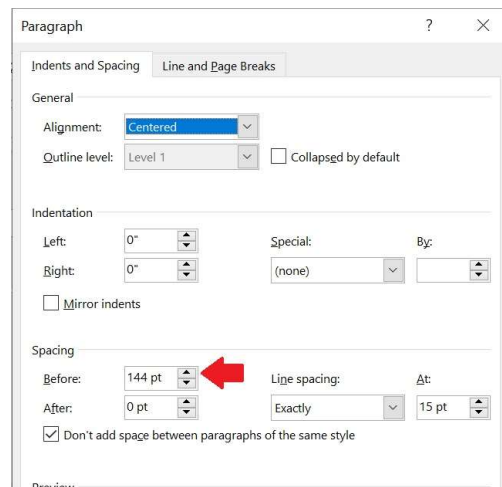 Paragraph ? ×
Indents and Spacing Line and Page Breaks
General
Alignment: Centered
Outline level: Level 1 Collapsed by default
Indentation
Left: 0" Special: By:
Right: 0" (none)
Mirror indents
Spacing
Before: 144 pt Line spacing: At:
After: 0 pt Exactly 15 pt
Don't add space between paragraphs of the same style
Preview